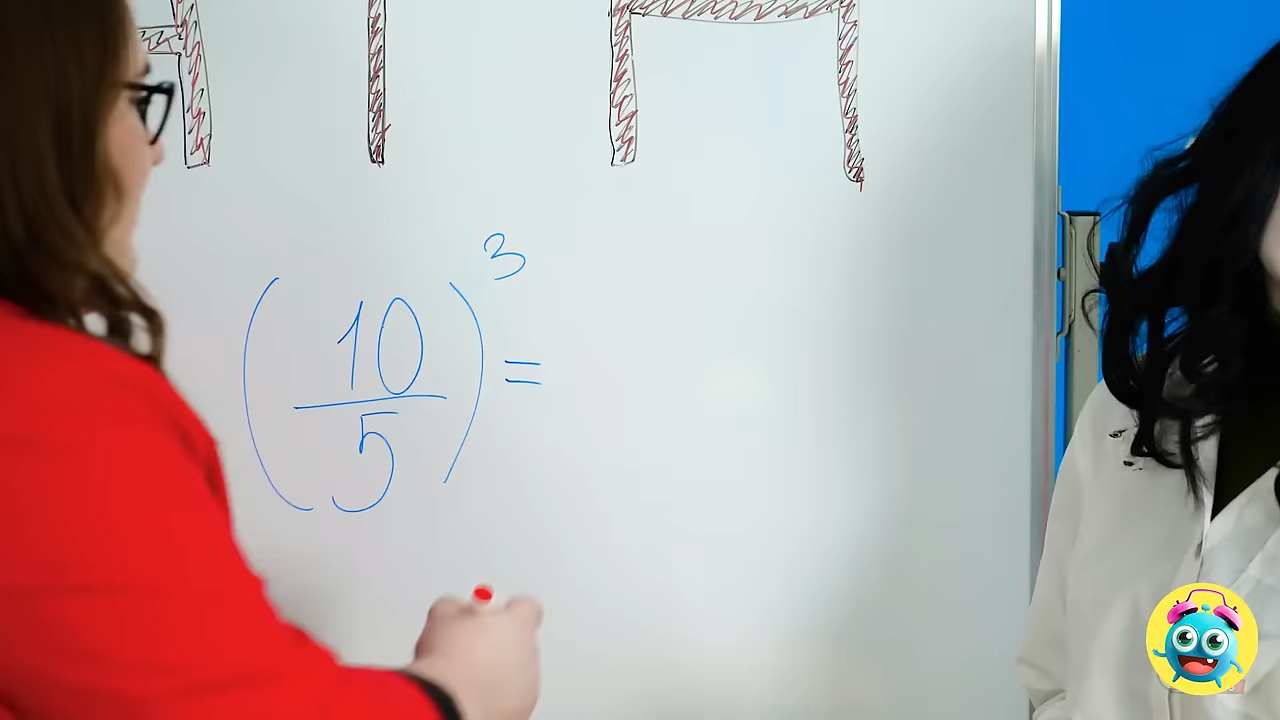 (10/5)³ =